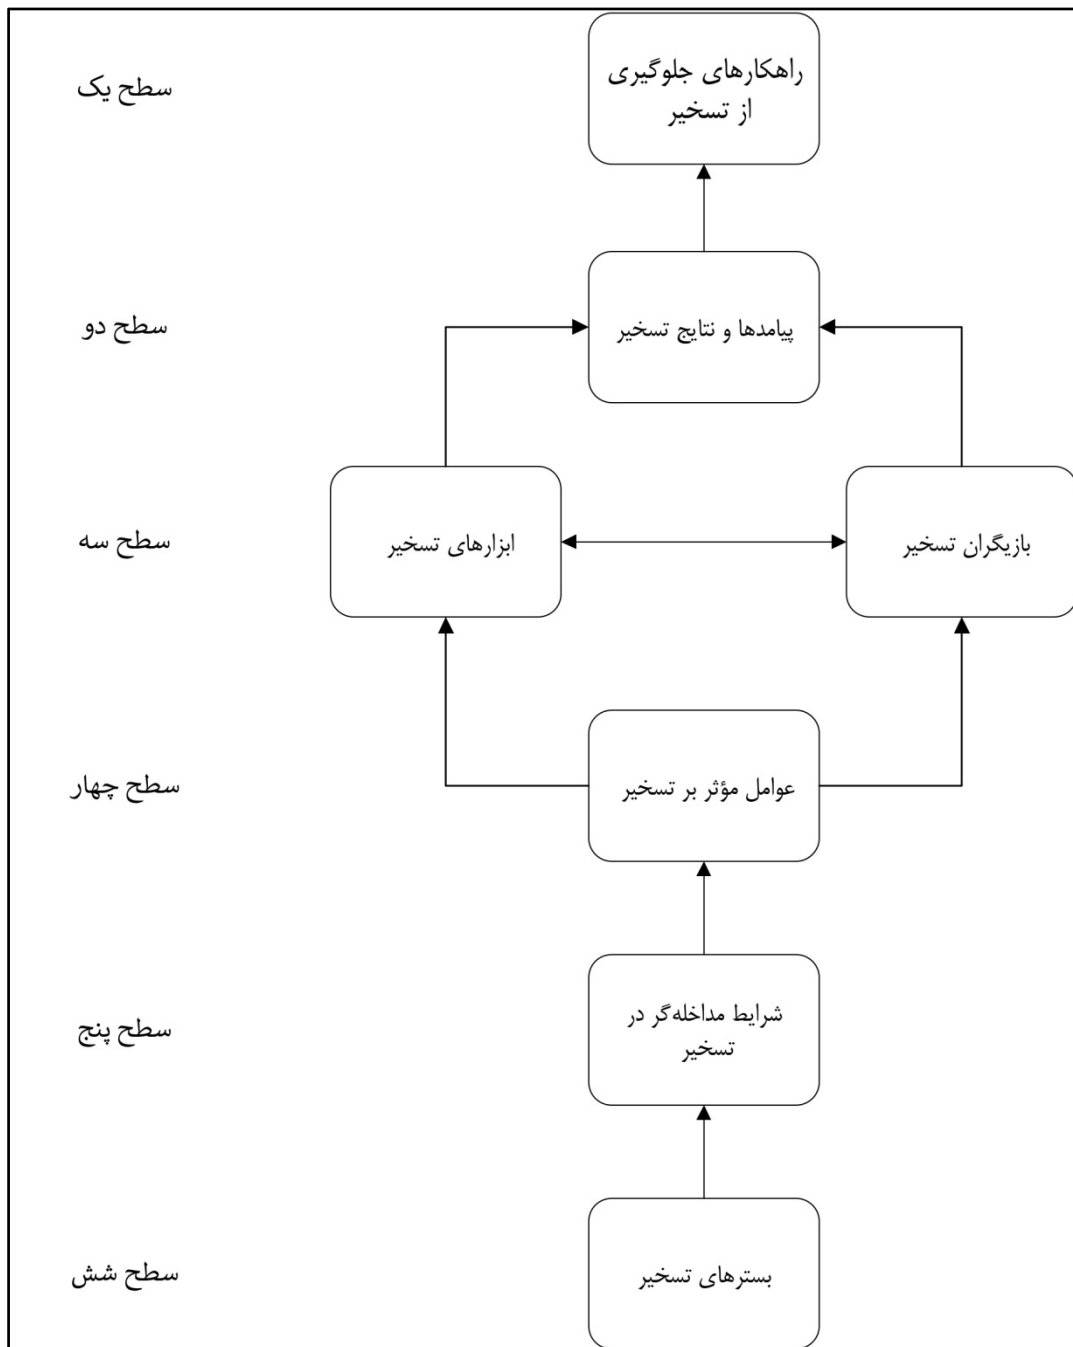 سطح یک
راهکارهای جلوگیری
از تسخیر
سطح دو
پیامدها و نتایج تسخیر
سطح سه
بازیگران تسخیر
ابزارهای تسخیر
سطح چهار
عوامل مؤثر بر تسخیر
سطح پنج
شرایط مداخله‌گر در
تسخیر
سطح شش
بسترهای تسخیر